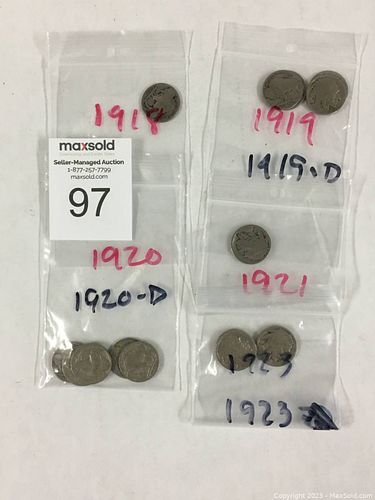 1918
maxsold
Seller-Managed Auction
1-877-257-7799
maxsold.com
97
1920
1920-D
1919
1919-D
1921
1923
1923
Copyright 2023 - MaxSold.com